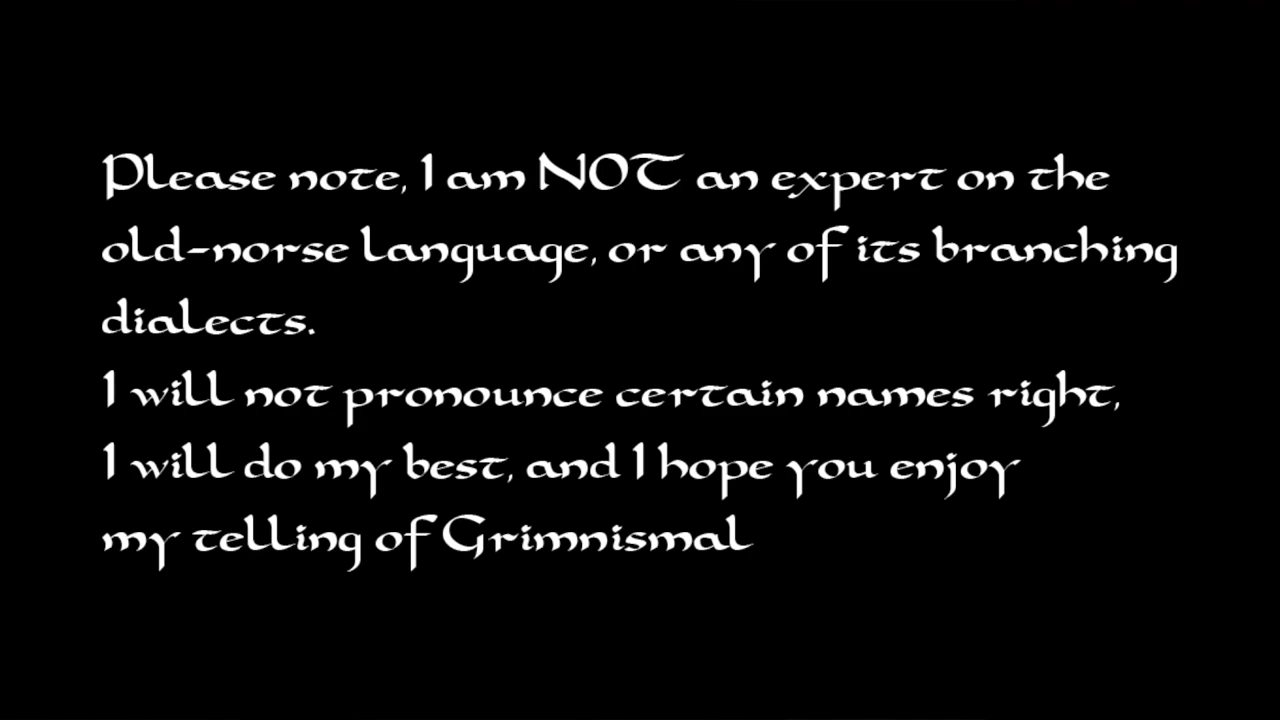 Please note, I am NOT an expert on the
old-norse language, or any of its branching
dialects.
I will not pronounce certain names right,
I will do my best, and I hope you enjoy
my telling of Grimnismal